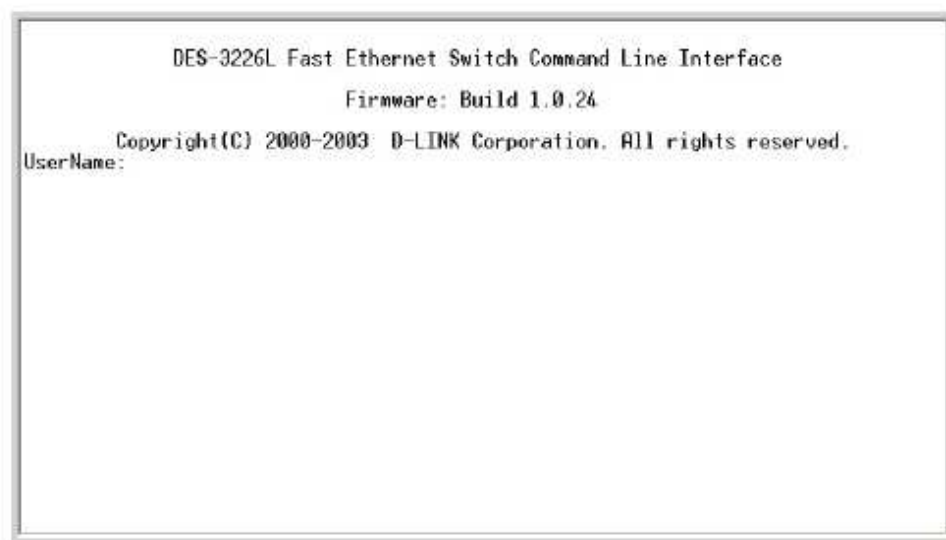 DES-3226L Fast Ethernet Switch Command Line Interface
Firmware: Build 1.0.24
Copyright(C) 2000-2003 D-LINK Corporation. All rights reserved.
UserName: